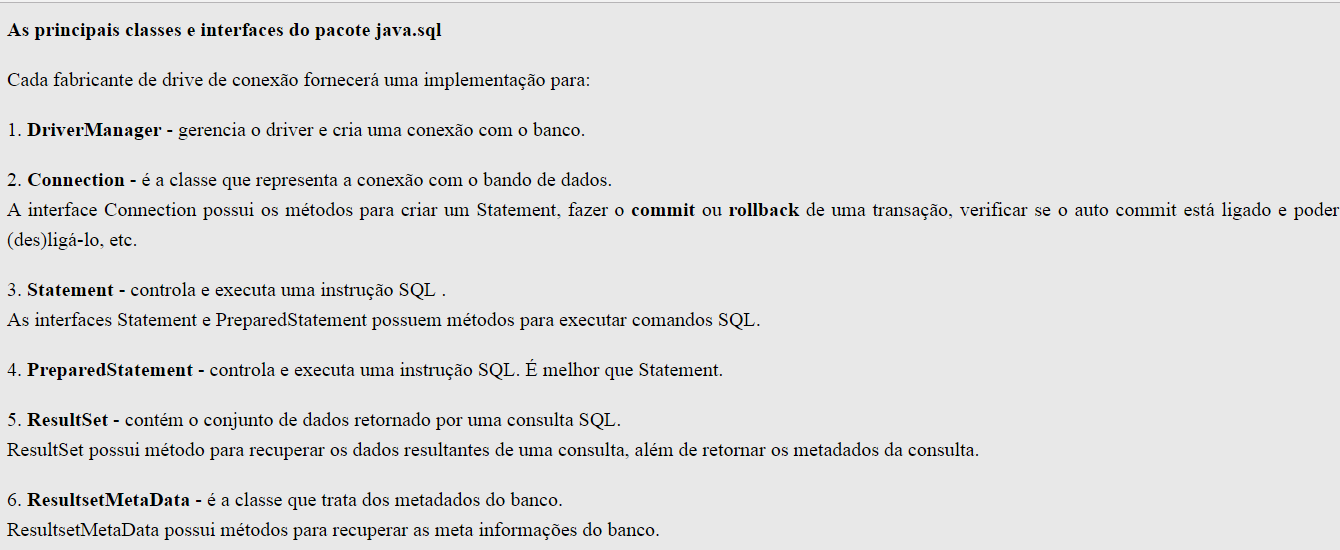 As principais classes e interfaces do pacote java.sql
Cada fabricante de drive de conexão fornecerá uma implementação para:
1. DriverManager - gerencia o driver e cria uma conexão com o banco.
2. Connection - é a classe que representa a conexão com o bando de dados.
A interface Connection possui os métodos para criar um Statement, fazer o commit ou rollback de uma transação, verificar se o auto commit está ligado e poder
(des)ligá-lo, etc.
3. Statement - controla e executa uma instrução SQL .
As interfaces Statement e PreparedStatement possuem métodos para executar comandos SQL.
4. PreparedStatement - controla e executa uma instrução SQL. É melhor que Statement.
5. ResultSet - contém o conjunto de dados retornado por uma consulta SQL.
ResultSet possui método para recuperar os dados resultantes de uma consulta, além de retornar os metadados da consulta.
6. ResultsetMetaData - é a classe que trata dos metadados do banco.
ResultsetMetaData possui métodos para recuperar as meta informações do banco.